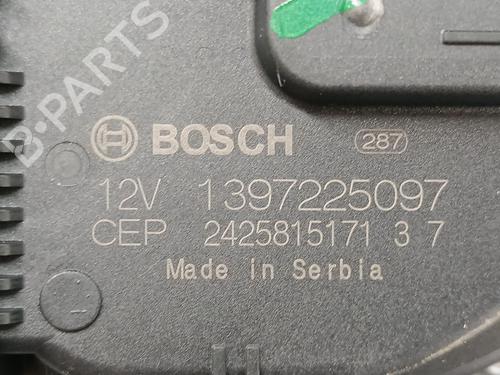 B-PARTS
BOSCH 287
12V 1397225097
CEP 2425815171 3 7
Made in Serbia